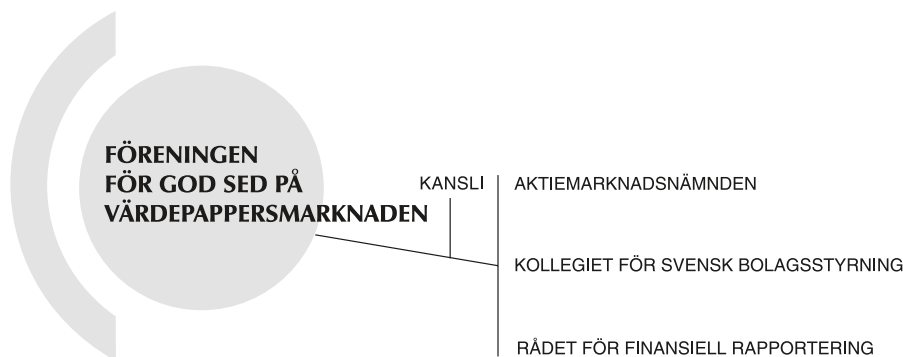 FÖRENINGEN
FÖR GOD SED PÅ
VÄRDEPAPPERSMARKNADEN
KANSLI
AKTIEMARKNADSNÄMNDEN
KOLLEGIET FÖR SVENSK BOLAGSSTYRNING
RÅDET FÖR FINANSIELL RAPPORTERING